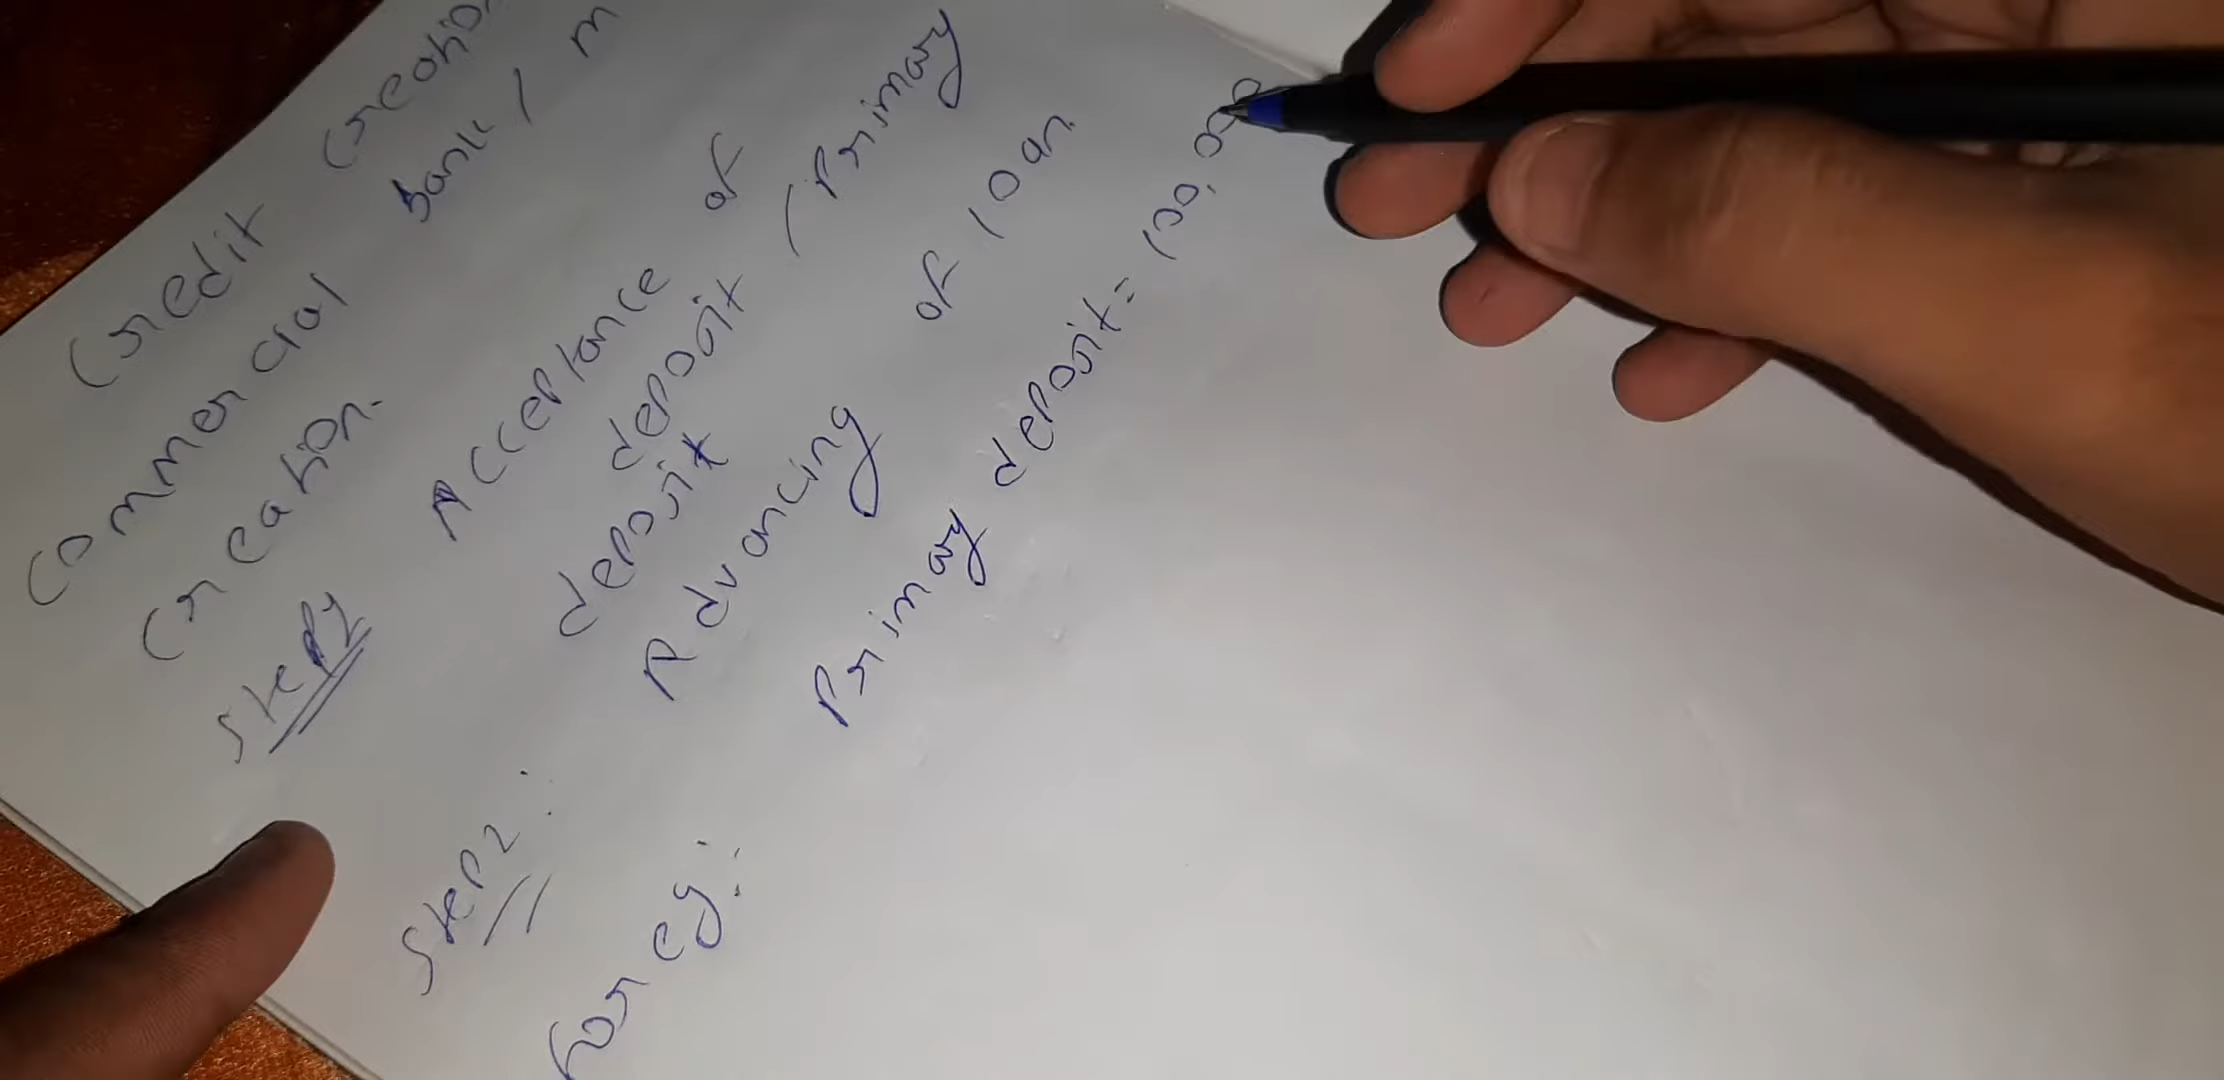 Credit Creation
Commercial bank / m
Creation.
Step1 Acceptance of
deposit (Primary
deposit
Step2: Advancing of loan
For eg:
Primary deposit = 100,000